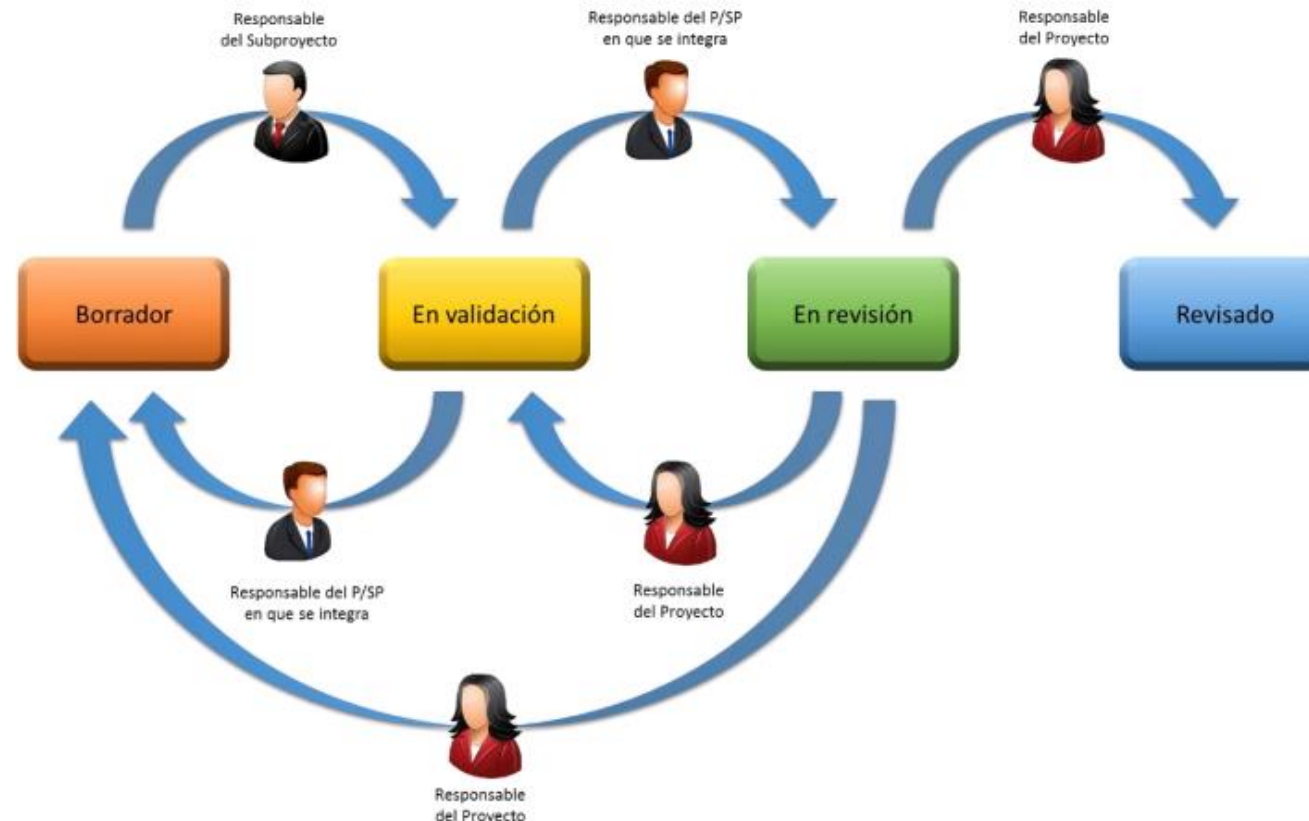 Responsable
del Subproyecto
Responsable del P/SP
en que se integra
Responsable
del Proyecto
Borrador
En validación
En revisión
Revisado
Responsable del P/SP
en que se integra
Responsable
del Proyecto
Responsable
del Proyecto